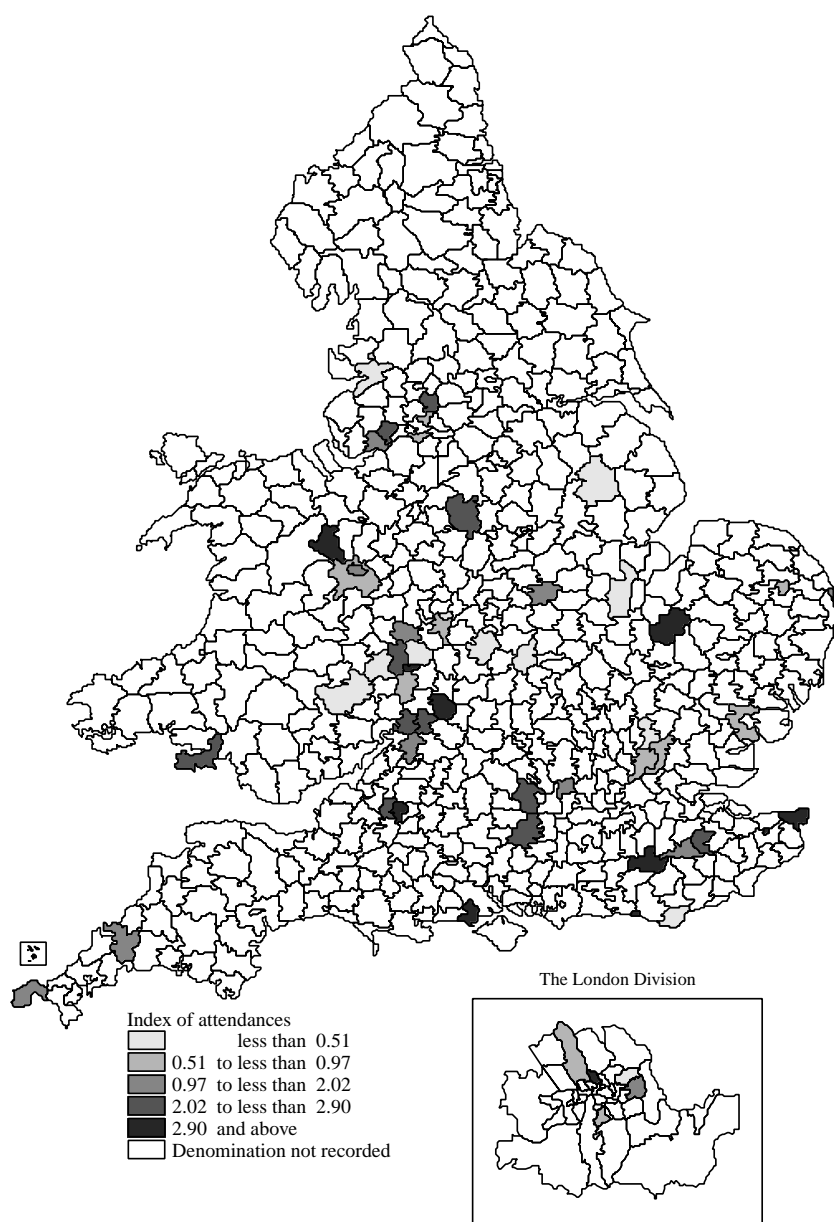 The London Division
Index of attendances
less than 0.51
0.51 to less than 0.97
0.97 to less than 2.02
2.02 to less than 2.90
2.90 and above
Denomination not recorded